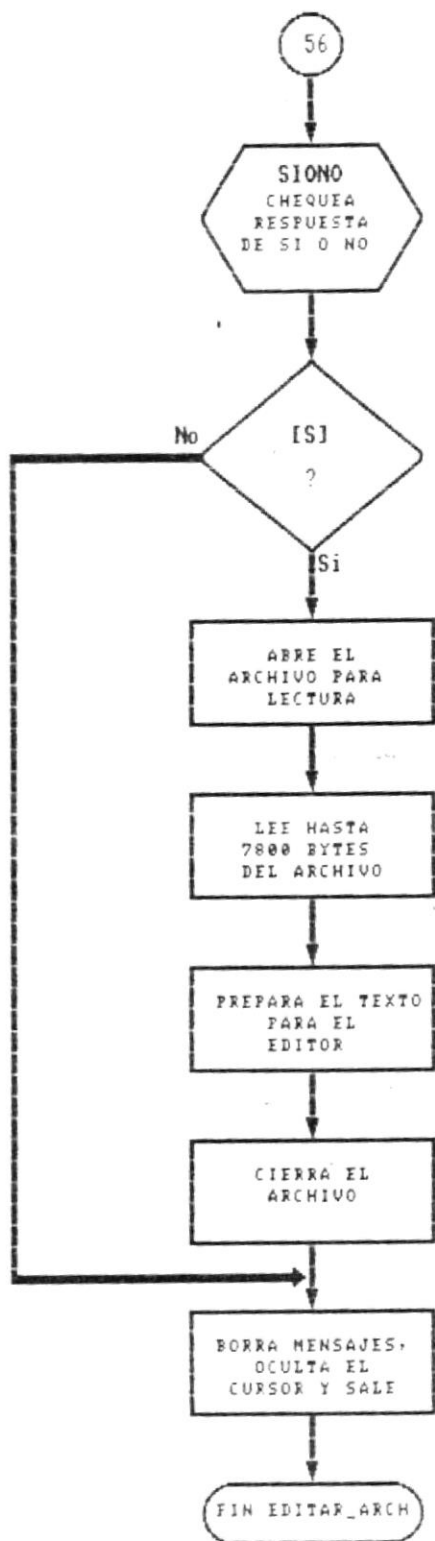 56
SIONO
CHEQUEA
RESPUESTA
DE SI O NO
[S]
?
No
Si
ABRE EL
ARCHIVO PARA
LECTURA
LEE HASTA
7800 BYTES
DEL ARCHIVO
PREPARA EL TEXTO
PARA EL
EDITOR
CIERRA EL
ARCHIVO
BORRA MENSAJES,
OCULTA EL
CURSOR Y SALE
FIN EDITAR_ARCH